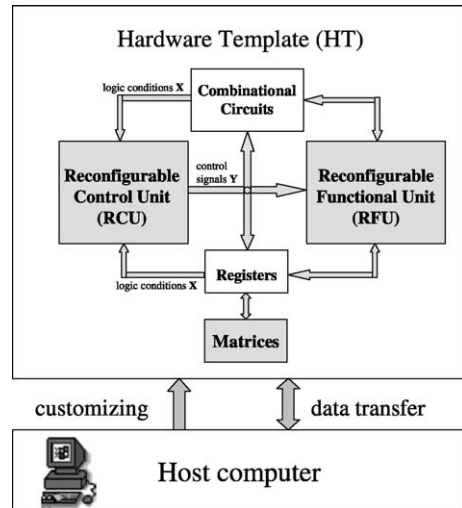 Hardware Template (HT)
logic conditions X
Combinational
Circuits
Reconfigurable
Control Unit
(RCU)
control
signals Y
Reconfigurable
Functional Unit
(RFU)
Registers
logic conditions X
Matrices
customizing
data transfer
Host computer